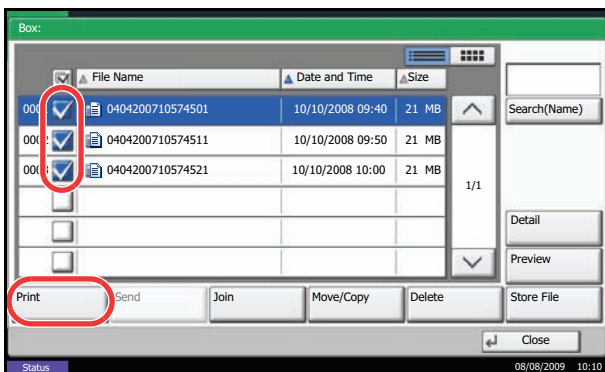 Box:
File Name Date and Time Size
0404200710574501 10/10/2008 09:40 21 MB Search(Name)
0404200710574511 10/10/2008 09:50 21 MB
0404200710574521 10/10/2008 10:00 21 MB
1/1
Detail
Preview
Print Send Join Move/Copy Delete Store File
Close
Status 08/08/2009 10:10